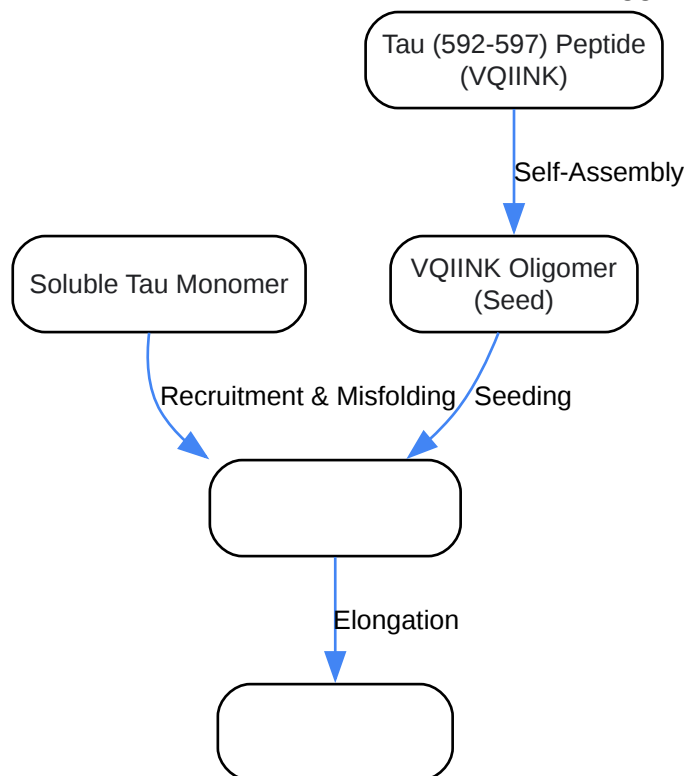 Tau (592-597) Peptide
(VQIINK)
Self-Assembly
Soluble Tau Monomer
VQIINK Oligomer
(Seed)
Recruitment & Misfolding
Seeding
Elongation